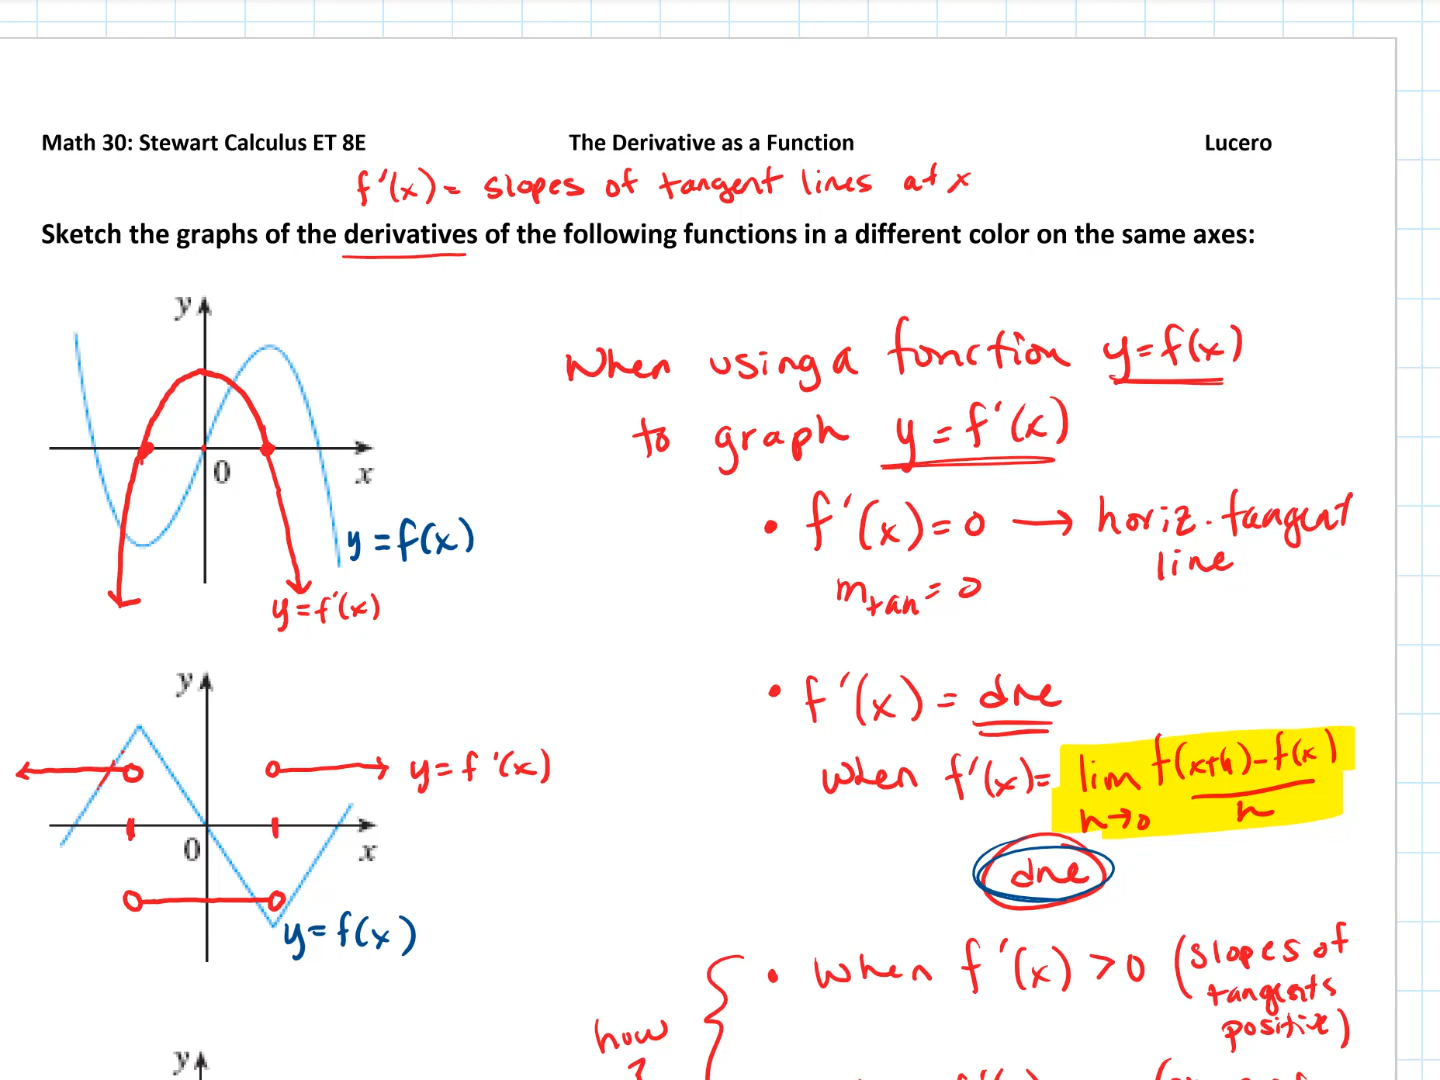 Math 30: Stewart Calculus ET 8E The Derivative as a Function Lucero
f'(x) = slopes of tangent lines at x
Sketch the graphs of the derivatives of the following functions in a different color on the same axes:
y
0
x
y = f(x)
y = f'(x)
When using a function y = f(x)
to graph y = f'(x)
• f'(x) = 0 → horiz. tangent
line
m tan = 0
y
0
x
y = f'(x)
y = f(x)
• f'(x) = dne
when f'(x) = lim h→0 f(x+h) - f(x) / h
dne
how
• when f'(x) > 0 (slopes of
tangents
positive)
y